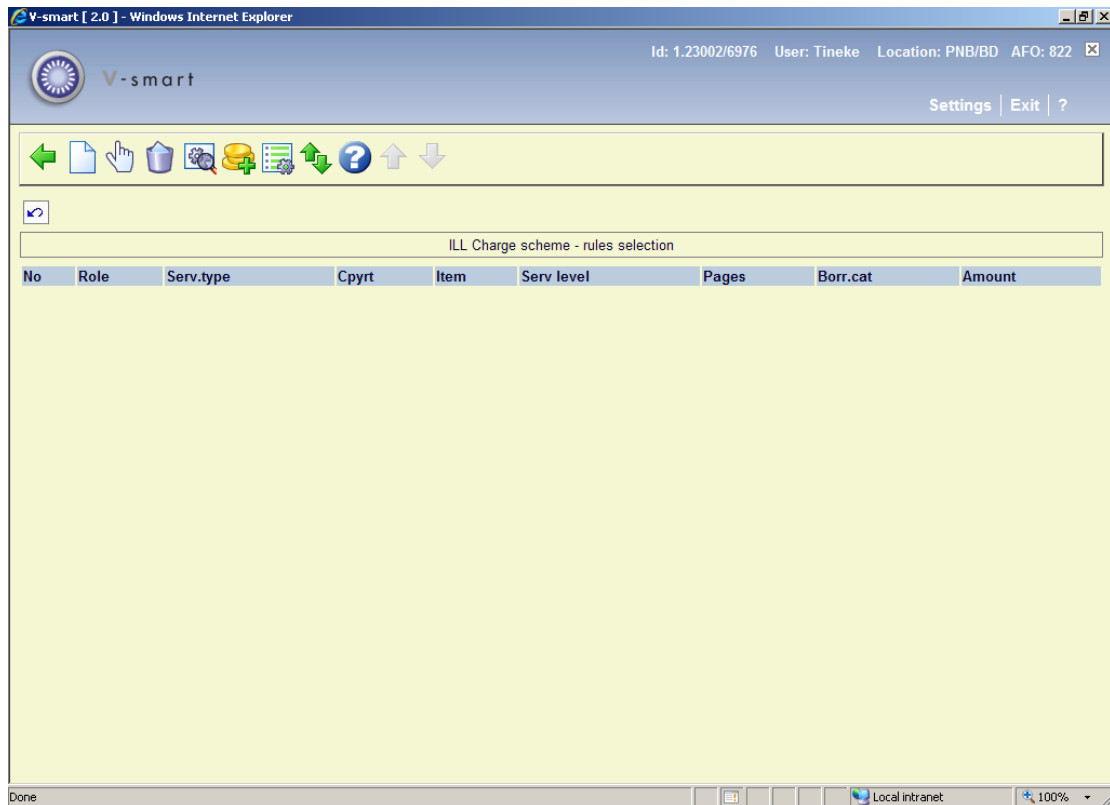 V-smart [ 2.0 ] - Windows Internet Explorer
Id: 1.23002/6976 User: Tineke Location: PNB/BD AFO: 822
V-smart
Settings | Exit | ?
ILL Charge scheme - rules selection
No Role Serv.type Cpyrt Item Serv level Pages Borr.cat Amount
Done Local intranet 100%